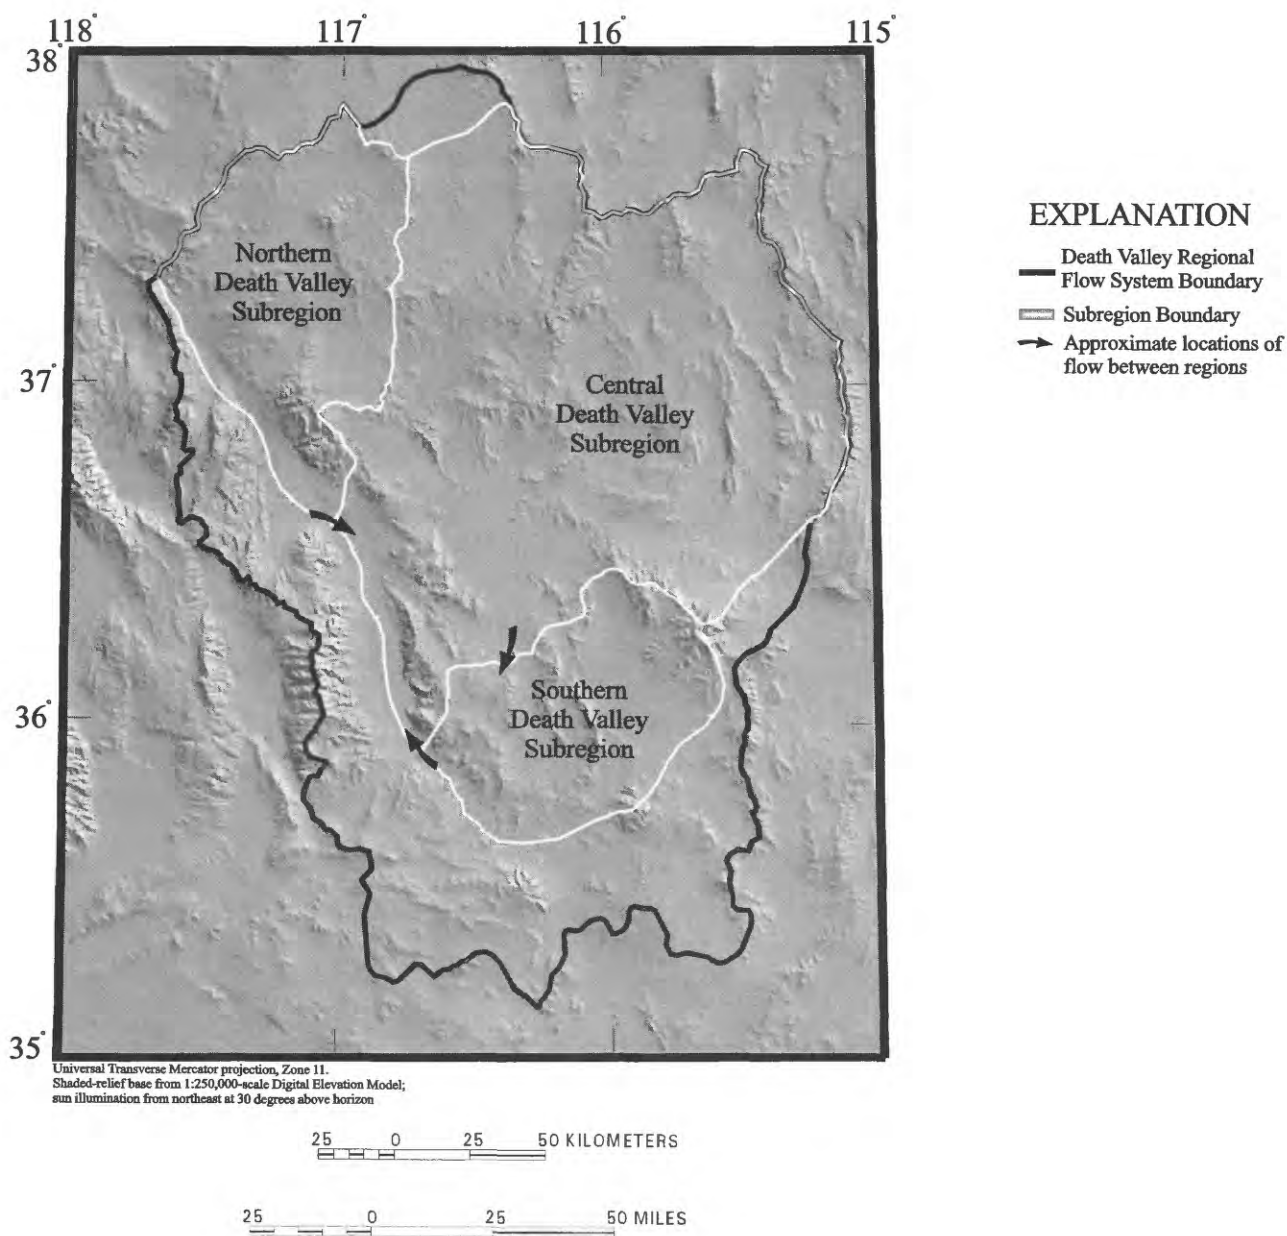 118° 117° 116° 115°
38°
37°
36°
35°
Northern
Death Valley
Subregion
Central
Death Valley
Subregion
Southern
Death Valley
Subregion
EXPLANATION
Death Valley Regional
Flow System Boundary
Subregion Boundary
Approximate locations of
flow between regions
117° 116°
Universal Transverse Mercator projection, Zone 11.
Shaded-relief base from 1:250,000-scale Digital Elevation Model;
sun illumination from northeast at 30 degrees above horizon
25 0 25 50 KILOMETERS
25 0 25 50 MILES